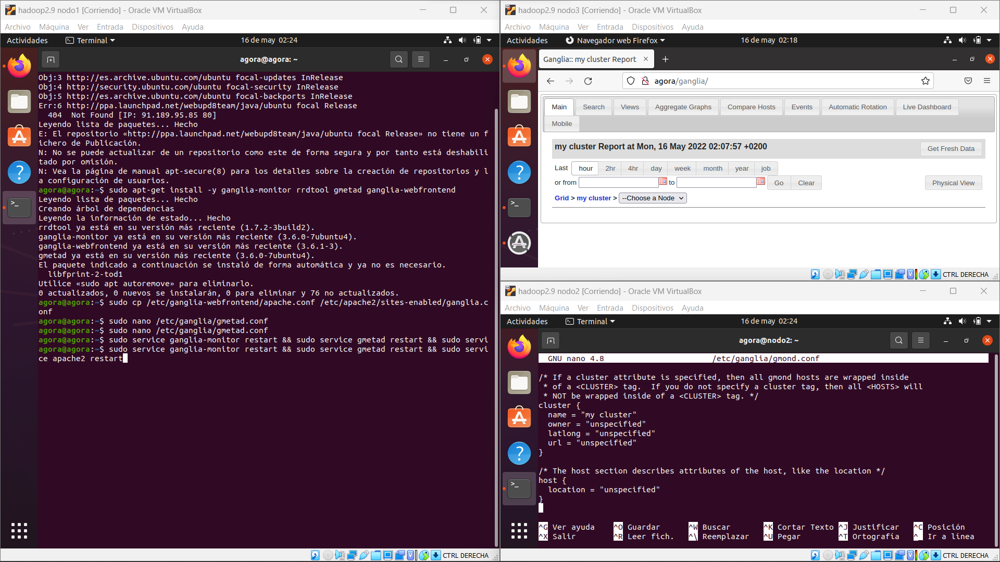 hadoop2.9 nodo1 [Corriendo] - Oracle VM VirtualBox
Archivo Máquina Ver Entrada Dispositivos Ayuda
Actividades Terminal 16 de may 02:24
agora@agora: ~
Obj:3 http://es.archive.ubuntu.com/ubuntu focal-updates InRelease
Obj:4 http://security.ubuntu.com/ubuntu focal-security InRelease
Obj:5 http://es.archive.ubuntu.com/ubuntu focal-backports InRelease
Err:6 http://ppa.launchpad.net/webupd8team/java/ubuntu focal Release
404 Not Found [IP: 91.189.95.85 80]
Leyendo lista de paquetes... Hecho
E: El repositorio «http://ppa.launchpad.net/webupd8team/java/ubuntu focal Release» no tiene un f
ichero de Publicación.
N: No se puede actualizar de un repositorio como este de forma segura y por tanto está deshabili
tado por omisión.
N: Vea la página de manual apt-secure(8) para los detalles sobre la creación de repositorios y l
a configuración de usuarios.
agora@agora:~$ sudo apt-get install -y ganglia-monitor rrdtool gmetad ganglia-webfrontend
Leyendo lista de paquetes... Hecho
Creando árbol de dependencias
Leyendo la información de estado... Hecho
rrdtool ya está en su versión más reciente (1.7.2-3build2).
ganglia-monitor ya está en su versión más reciente (3.6.0-7ubuntu4).
ganglia-webfrontend ya está en su versión más reciente (3.6.1-3).
gmetad ya está en su versión más reciente (3.6.0-7ubuntu4).
El paquete indicado a continuación se instaló de forma automática y ya no es necesario.
libfprint-2-tod1
Utilice «sudo apt autoremove» para eliminarlo.
0 actualizados, 0 nuevos se instalarán, 0 para eliminar y 76 no actualizados.
agora@agora:~$ sudo cp /etc/ganglia-webfrontend/apache.conf /etc/apache2/sites-enabled/ganglia.c
onf
agora@agora:~$ sudo nano /etc/ganglia/gmetad.conf
agora@agora:~$ sudo nano /etc/ganglia/gmetad.conf
agora@agora:~$ sudo service ganglia-monitor restart && sudo service gmetad restart && sudo servi
agora@agora:~$ sudo service ganglia-monitor restart && sudo service gmetad restart && sudo servi
ce apache2 restart
CTRL DERECHA
hadoop2.9 nodo3 [Corriendo] - Oracle VM VirtualBox
Archivo Máquina Ver Entrada Dispositivos Ayuda
Actividades Navegador web Firefox 16 de may 02:18
Ganglia:: my cluster Report
agora/ganglia/
Main Search Views Aggregate Graphs Compare Hosts Events Automatic Rotation Live Dashboard
Mobile
my cluster Report at Mon, 16 May 2022 02:07:57 +0200 Get Fresh Data
Last hour 2hr 4hr day week month year job
or from to Go Clear Physical View
Grid > my cluster > --Choose a Node
CTRL DERECHA
hadoop2.9 nodo2 [Corriendo] - Oracle VM VirtualBox
Archivo Máquina Ver Entrada Dispositivos Ayuda
Actividades Terminal 16 de may 02:24
agora@nodo2: ~
GNU nano 4.8 /etc/ganglia/gmond.conf
/* If a cluster attribute is specified, then all gmond hosts are wrapped inside
* of a <CLUSTER> tag. If you do not specify a cluster tag, then all <HOSTS> will
* NOT be wrapped inside of a <CLUSTER> tag. */
cluster {
name = "my cluster"
owner = "unspecified"
latlong = "unspecified"
url = "unspecified"
}
/* The host section describes attributes of the host, like the location */
host {
location = "unspecified"
}
^G Ver ayuda ^O Guardar ^W Buscar ^K Cortar Texto ^J Justificar ^C Posición
^X Salir ^R Leer fich. ^\ Reemplazar ^U Pegar ^T Ortografía ^_ Ir a línea
CTRL DERECHA